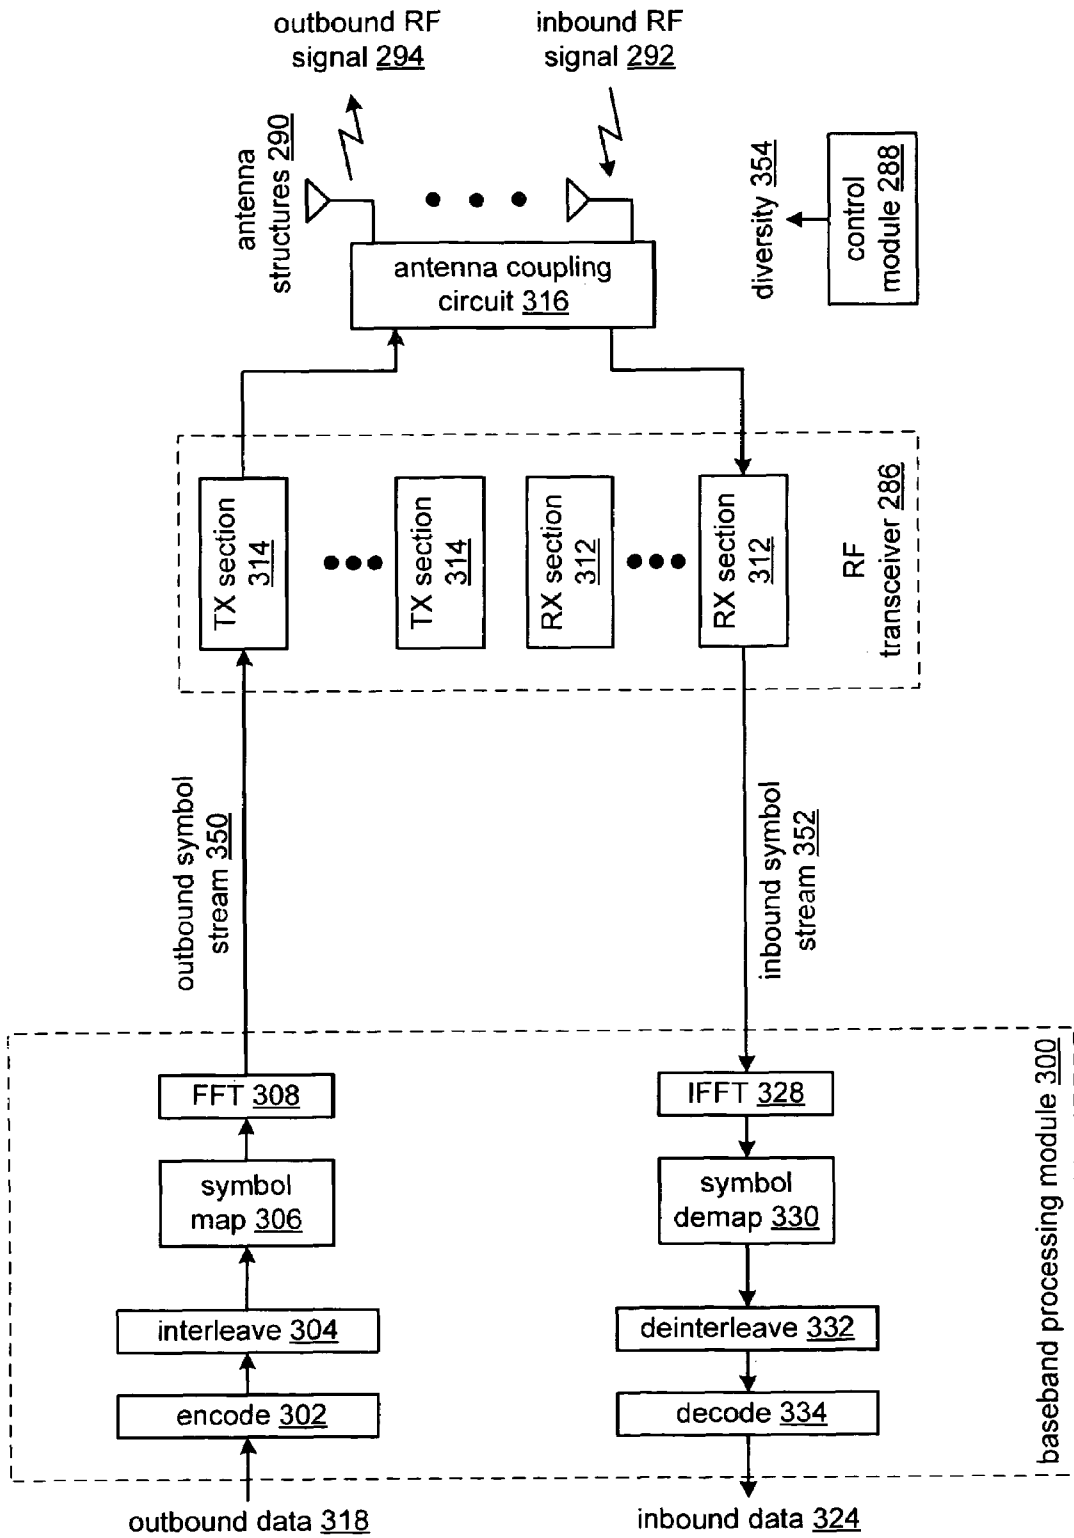 outbound RF
signal 294
inbound RF
signal 292
antenna
structures 290
diversity 354
control
module 288
antenna coupling
circuit 316
TX section
314
TX section
314
RX section
312
RX section
312
RF
transceiver 286
outbound symbol
stream 350
inbound symbol
stream 352
FFT 308
IFFT 328
symbol
map 306
symbol
demap 330
interleave 304
deinterleave 332
encode 302
decode 334
baseband processing module 300
outbound data 318
inbound data 324